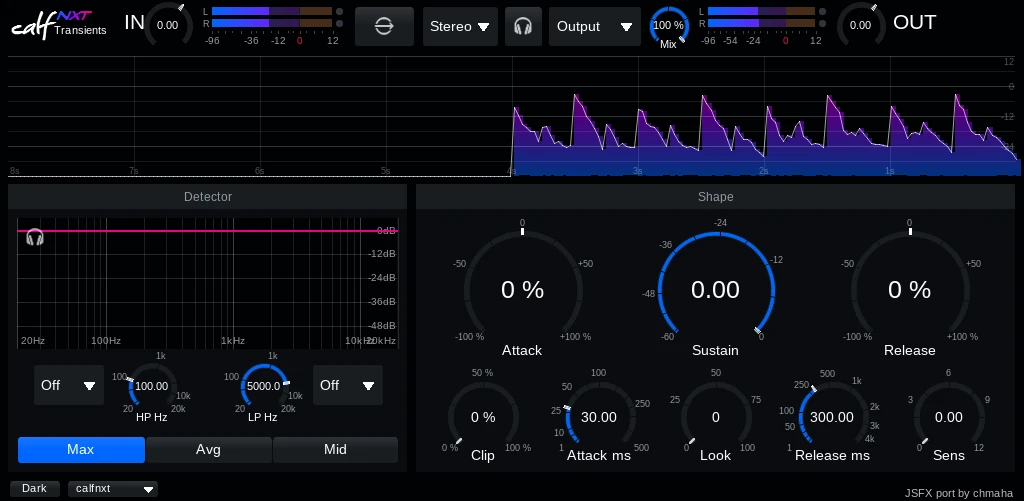 calf NXT
Transients
IN
0.00
L
R
-96 -36 -12 0 12
Stereo
Output
100 %
Mix
L
R
-96 -54 -24 0 12
0.00
OUT
12
0
-12
8s 7s 6s 5s 4s 3s 2s 1s
Detector
0dB
-12dB
-24dB
-36dB
-48dB
20Hz 100Hz 1kHz 10kHz
Off
20 100 1k 10k 20k
100.00
HP Hz
20 100 1k 10k 20k
5000.0
LP Hz
Off
Max Avg Mid
Shape
-100 % -50 0 +50 +100 %
0 %
Attack
-60 -48 -36 -24 -12 0
0.00
Sustain
-100 % -50 0 +50 +100 %
0 %
Release
0 % 50 % 100 %
0 %
Clip
1 10 25 50 100 250 500
30.00
Attack ms
0 25 50 75 100
0
Look
1 50 100 250 500 1k 2k 3k 4k
300.00
Release ms
0 3 6 9 12
0.00
Sens
Dark
calfnxt
JSFX port by chmaha